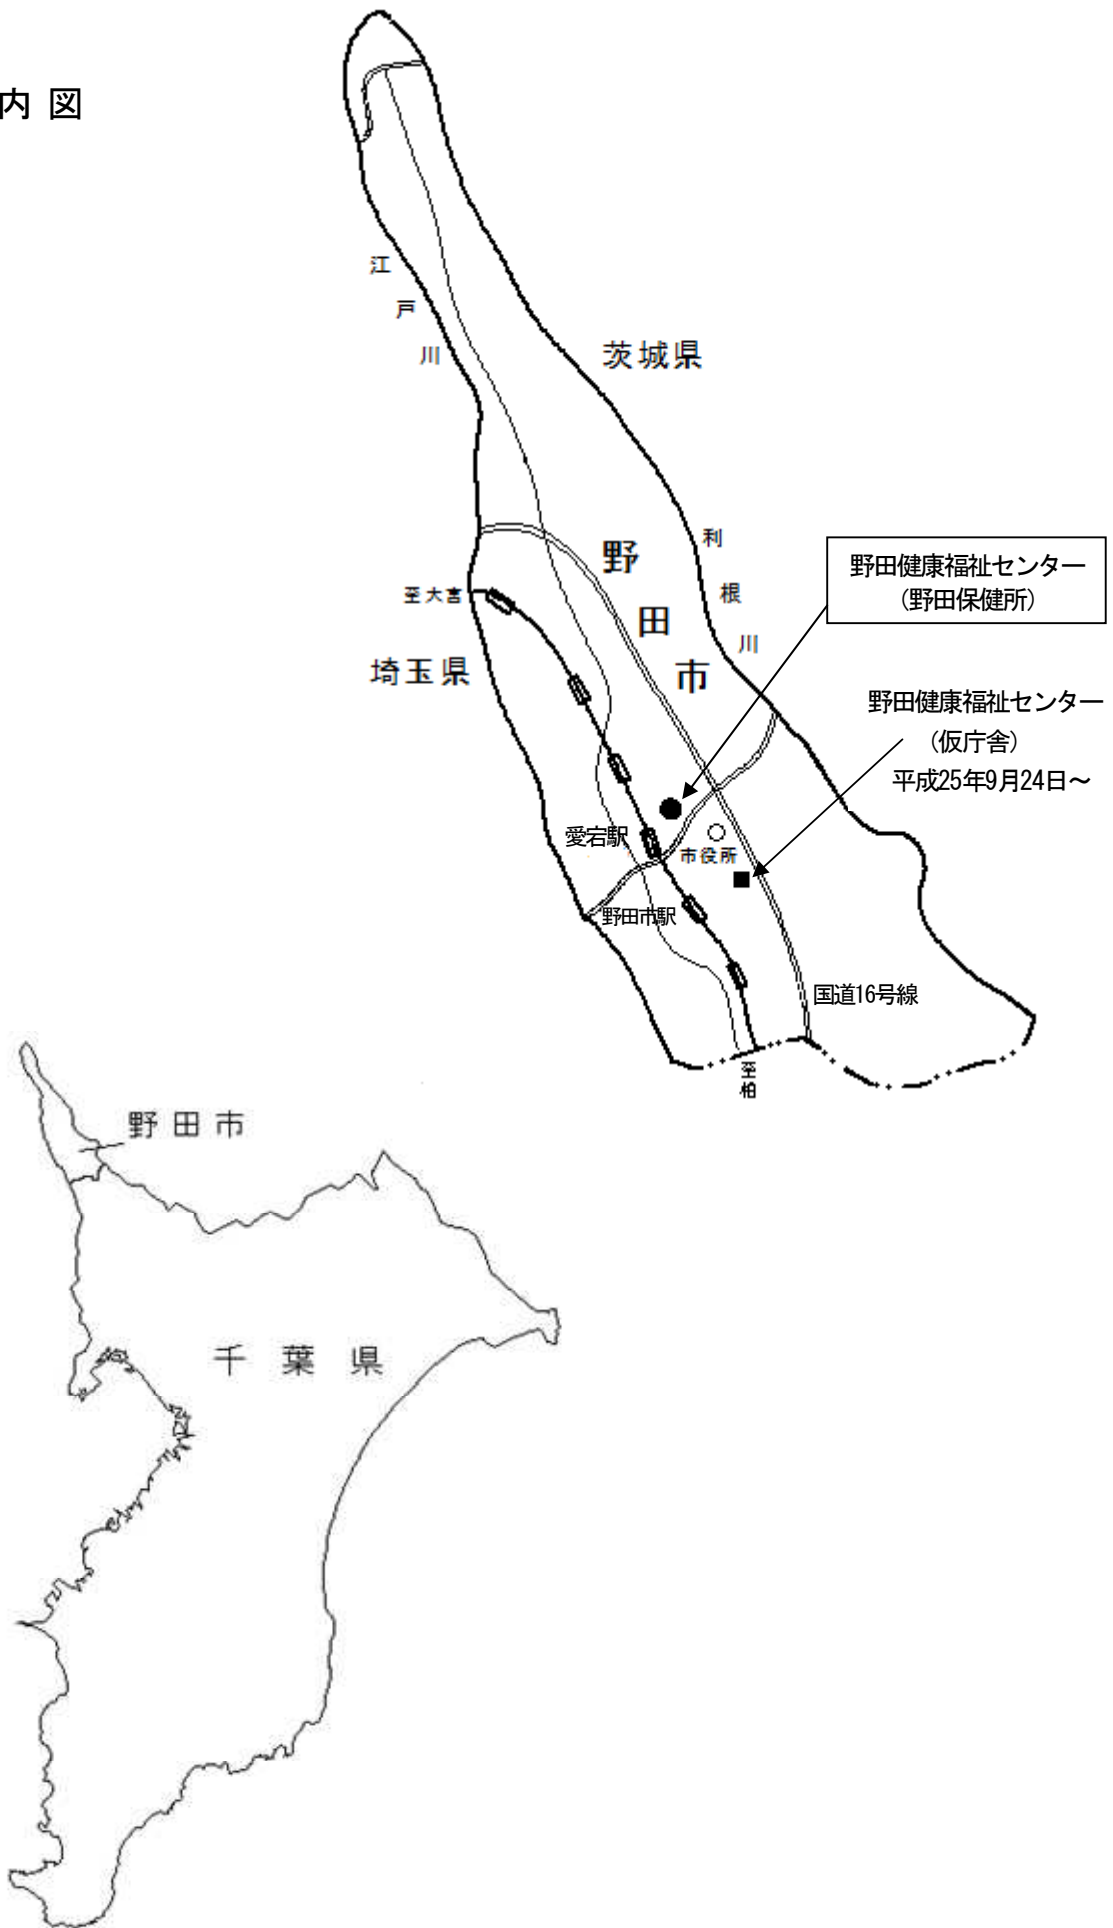 内 図
江戸川
茨城県
利根川
野田市
野田健康福祉センター
（野田保健所）
至大宮
埼玉県
野田健康福祉センター
（仮庁舎）
平成25年9月24日～
愛宕駅
市役所
野田市駅
国道16号線
至柏
野田市
千葉県